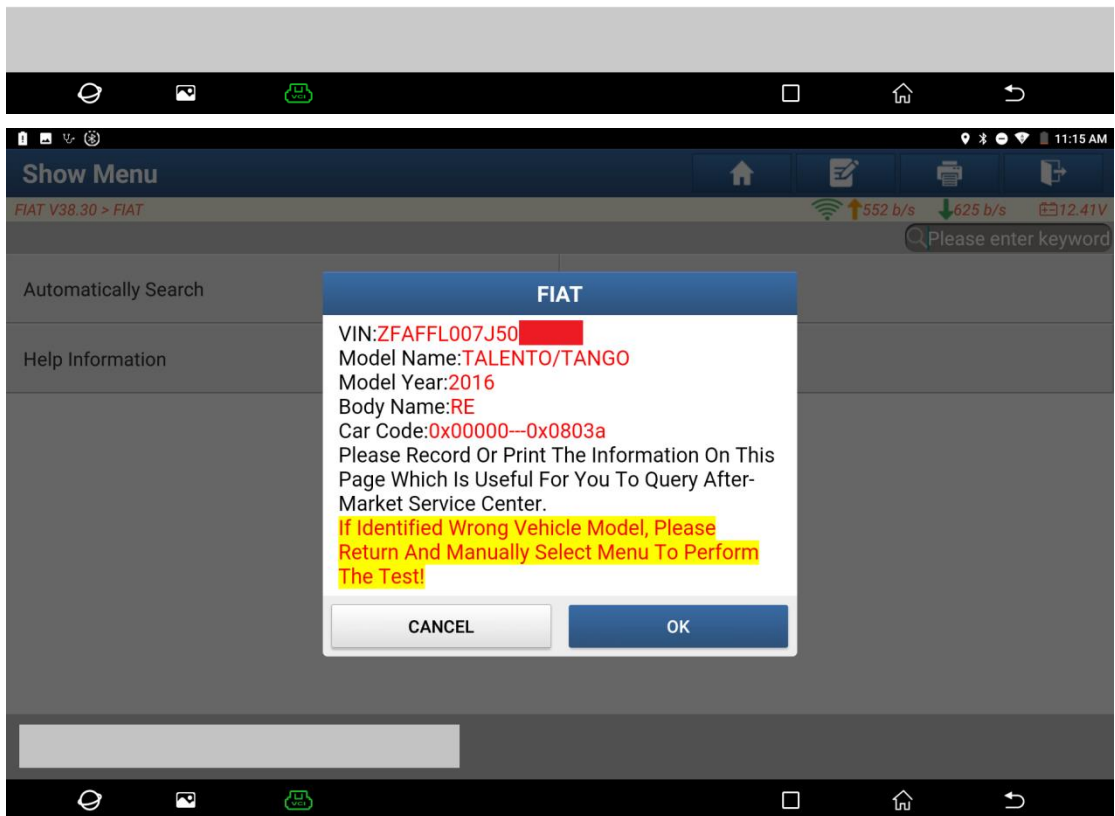 VCI
11:15 AM
Show Menu
FIAT V38.30 > FIAT
552 b/s 625 b/s 12.41V
Please enter keyword
Automatically Search
Help Information
FIAT
VIN:ZFAFFL007J50
Model Name:TALENTO/TANGO
Model Year:2016
Body Name:RE
Car Code:0x00000---0x0803a
Please Record Or Print The Information On This
Page Which Is Useful For You To Query After-
Market Service Center.
If Identified Wrong Vehicle Model, Please
Return And Manually Select Menu To Perform
The Test!
CANCEL
OK
VCI